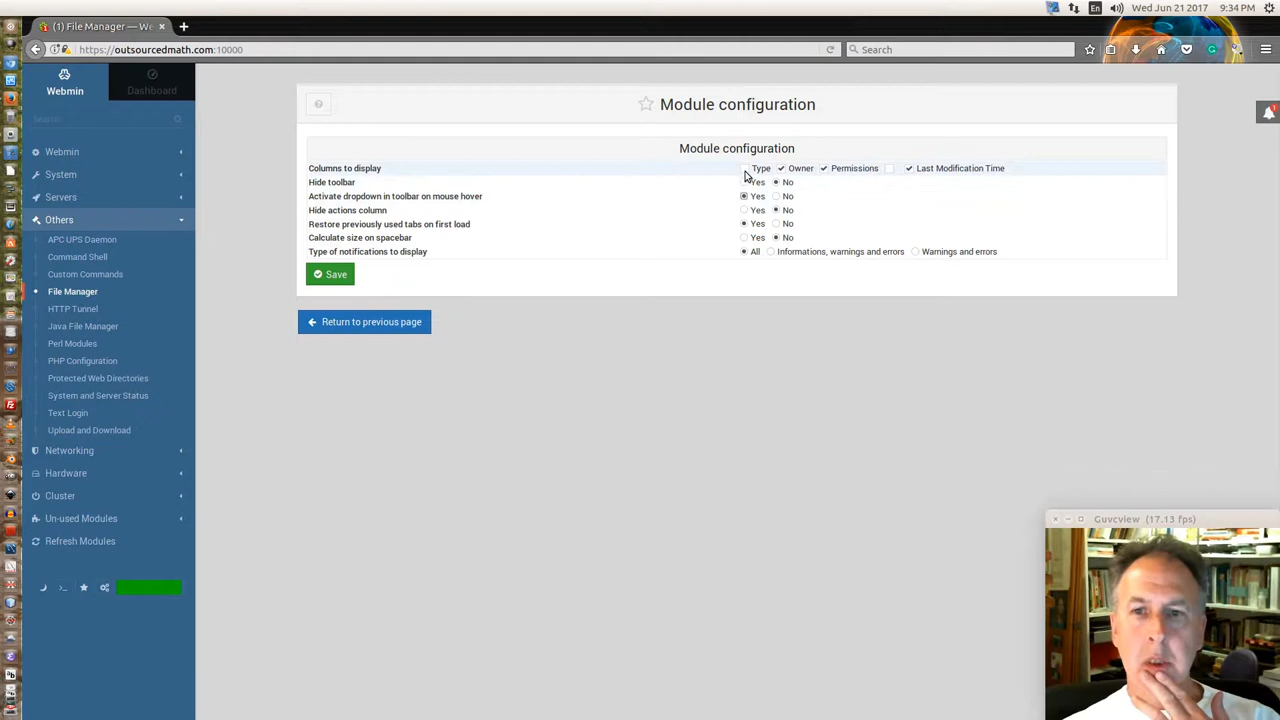 En
Wed Jun 21 2017
9:34 PM
(1) File Manager — We
https://outsourcedmath.com:10000
Search
Webmin
Dashboard
Search
Webmin
System
Servers
Others
APC UPS Daemon
Command Shell
Custom Commands
File Manager
HTTP Tunnel
Java File Manager
Perl Modules
PHP Configuration
Protected Web Directories
System and Server Status
Text Login
Upload and Download
Networking
Hardware
Cluster
Un-used Modules
Refresh Modules
Module configuration
Module configuration
Columns to display Type Owner Permissions Last Modification Time
Hide toolbar Yes No
Activate dropdown in toolbar on mouse hover Yes No
Hide actions column Yes No
Restore previously used tabs on first load Yes No
Calculate size on spacebar Yes No
Type of notifications to display All Informations, warnings and errors Warnings and errors
Save
Return to previous page
Guvcview (17.13 fps)